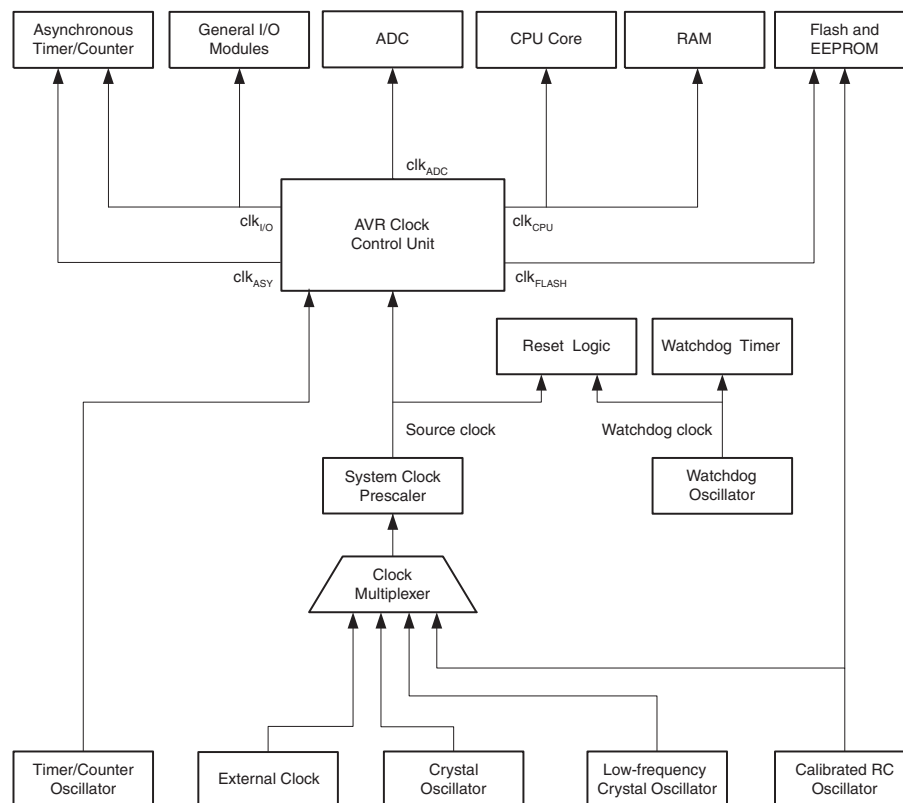 Asynchronous
Timer/Counter
General I/O
Modules
ADC
CPU Core
RAM
Flash and
EEPROM
clkADC
AVR Clock
Control Unit
clkI/O
clkCPU
clkASY
clkFLASH
Reset Logic
Watchdog Timer
Source clock
Watchdog clock
System Clock
Prescaler
Watchdog
Oscillator
Clock
Multiplexer
Timer/Counter
Oscillator
External Clock
Crystal
Oscillator
Low-frequency
Crystal Oscillator
Calibrated RC
Oscillator